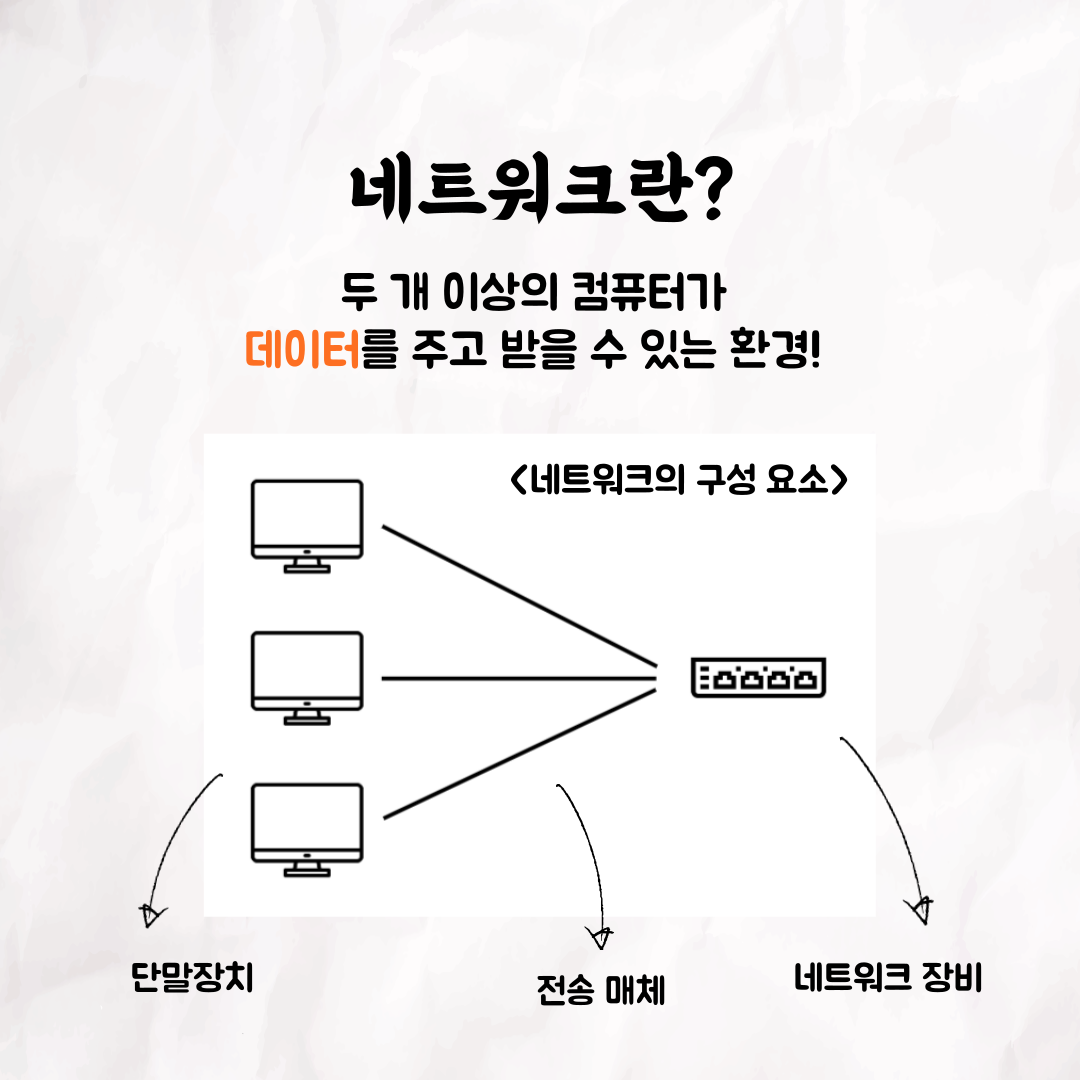 네트워크란?
두 개 이상의 컴퓨터가
데이터를 주고 받을 수 있는 환경!
<네트워크의 구성 요소>
단말장치
전송 매체
네트워크 장비